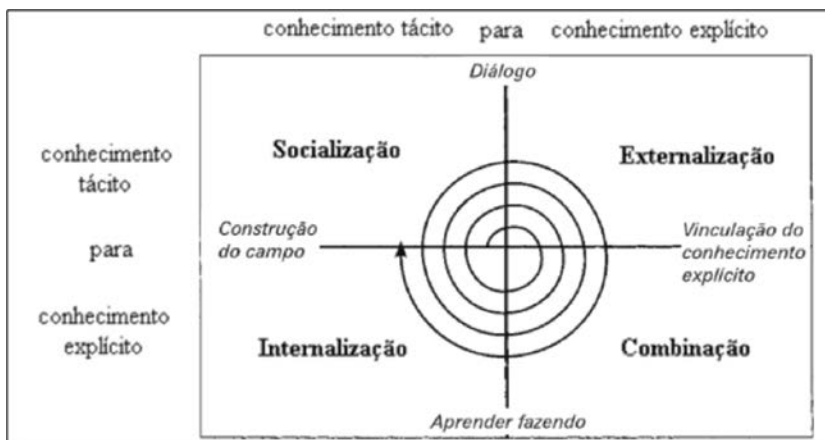 conhecimento tácito para conhecimento explícito
Diálogo
Socialização
Externalização
conhecimento
tácito
para
conhecimento
explícito
Construção
do campo
Vinculação do
conhecimento
explícito
Internalização
Combinação
Aprender fazendo